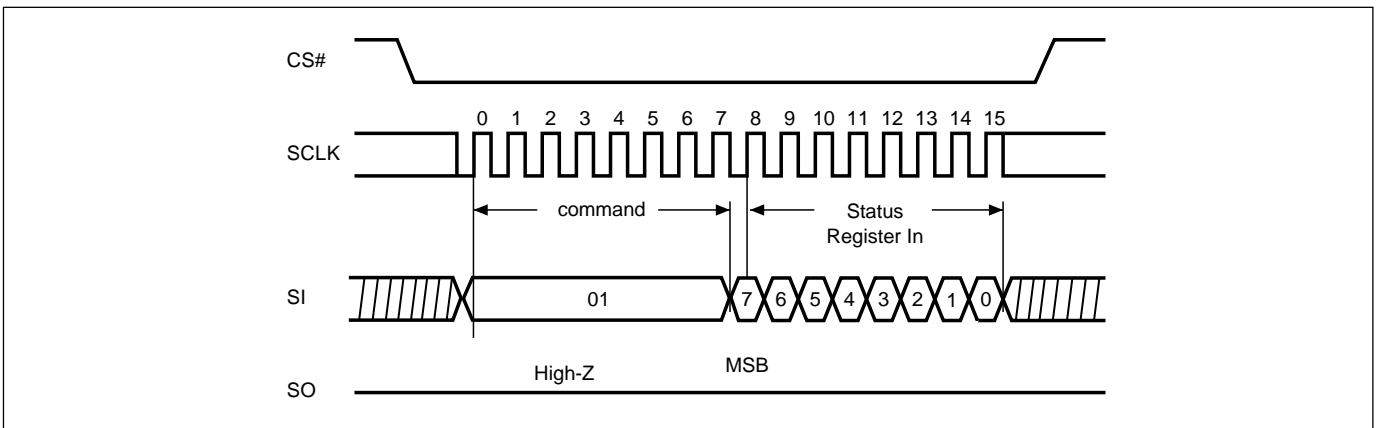 CS#
0 1 2 3 4 5 6 7 8 9 10 11 12 13 14 15
SCLK
command
Status
Register In
SI
01
7 6 5 4 3 2 1 0
High-Z
MSB
SO